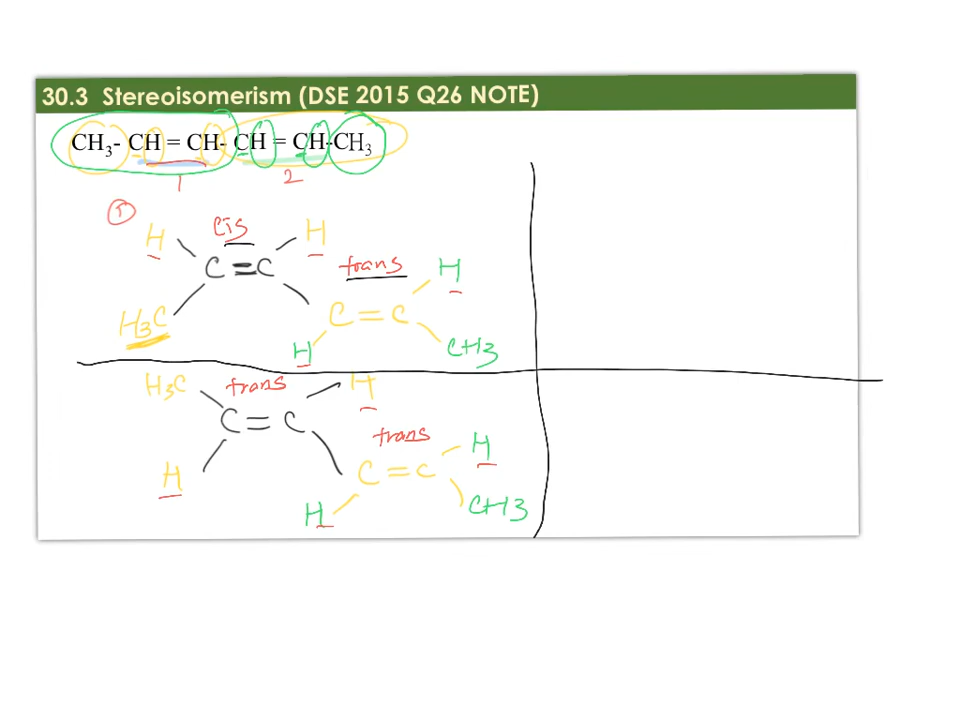 30.3 Stereoisomerism (DSE 2015 Q26 NOTE)
CH₃- CH = CH- CH = CH-CH₃
1 2
①
H cis H
C = C trans H
H₃C C = C
H CH3
H₃C trans H
C = C trans H
H C = C
H CH3